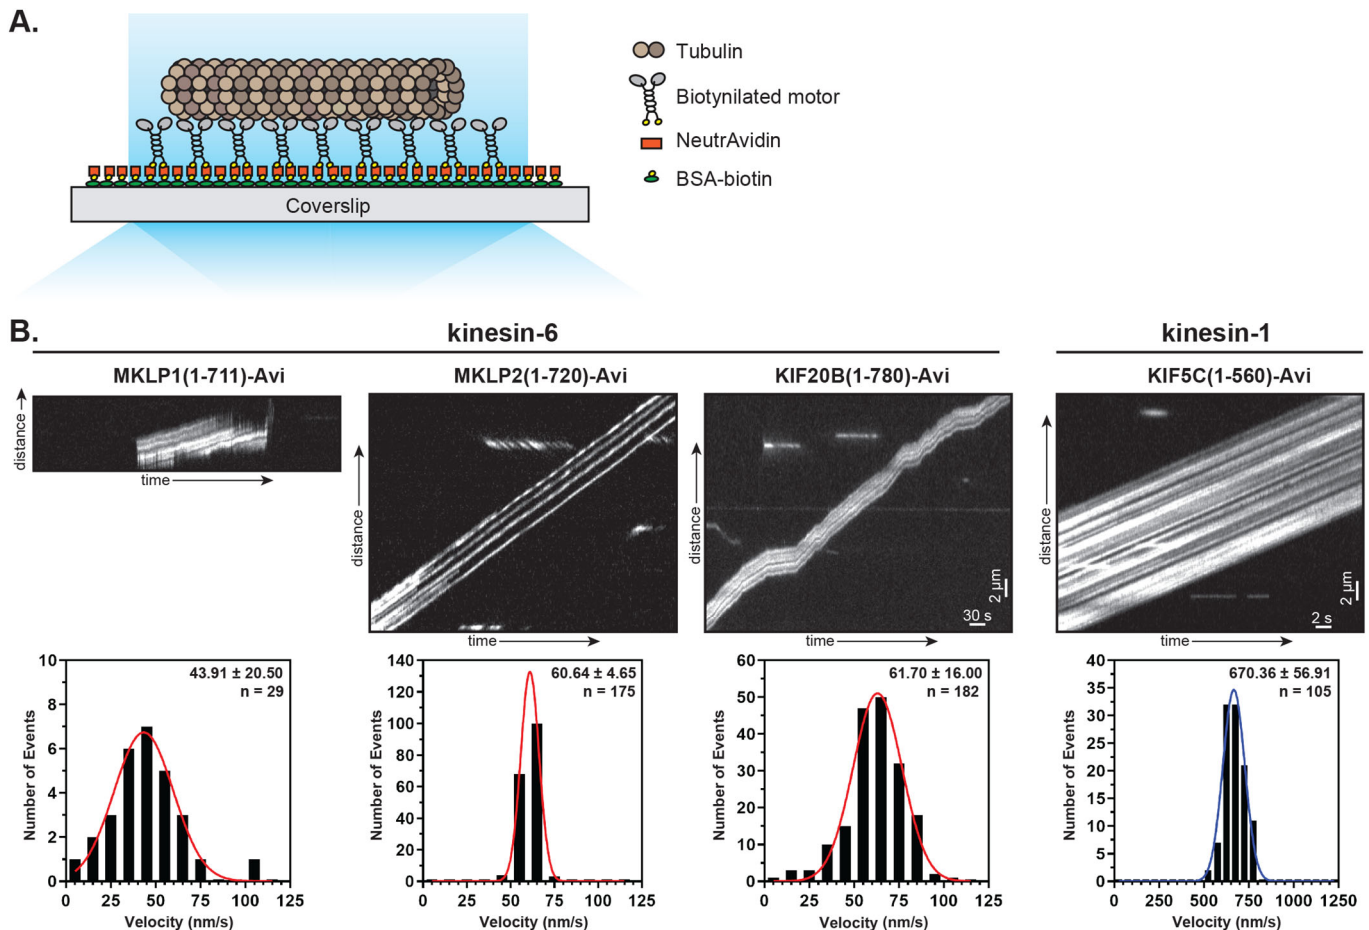 A.
Tubulin
Biotynilated motor
NeutrAvidin
BSA-biotin
Coverslip
B.
kinesin-6
kinesin-1
MKLP1(1-711)-Avi
MKLP2(1-720)-Avi
KIF20B(1-780)-Avi
KIF5C(1-560)-Avi
distance
time
distance
time
distance
2 µm
30 s
time
distance
2 µm
2 s
time
Number of Events
10
8
6
4
2
0
43.91 ± 20.50
n = 29
0 25 50 75 100 125
Velocity (nm/s)
Number of Events
140
120
100
80
60
40
20
0
60.64 ± 4.65
n = 175
0 25 50 75 100 125
Velocity (nm/s)
Number of Events
60
50
40
30
20
10
0
61.70 ± 16.00
n = 182
0 25 50 75 100 125
Velocity (nm/s)
Number of Events
40
35
30
25
20
15
10
5
0
670.36 ± 56.91
n = 105
0 250 500 750 1000 1250
Velocity (nm/s)